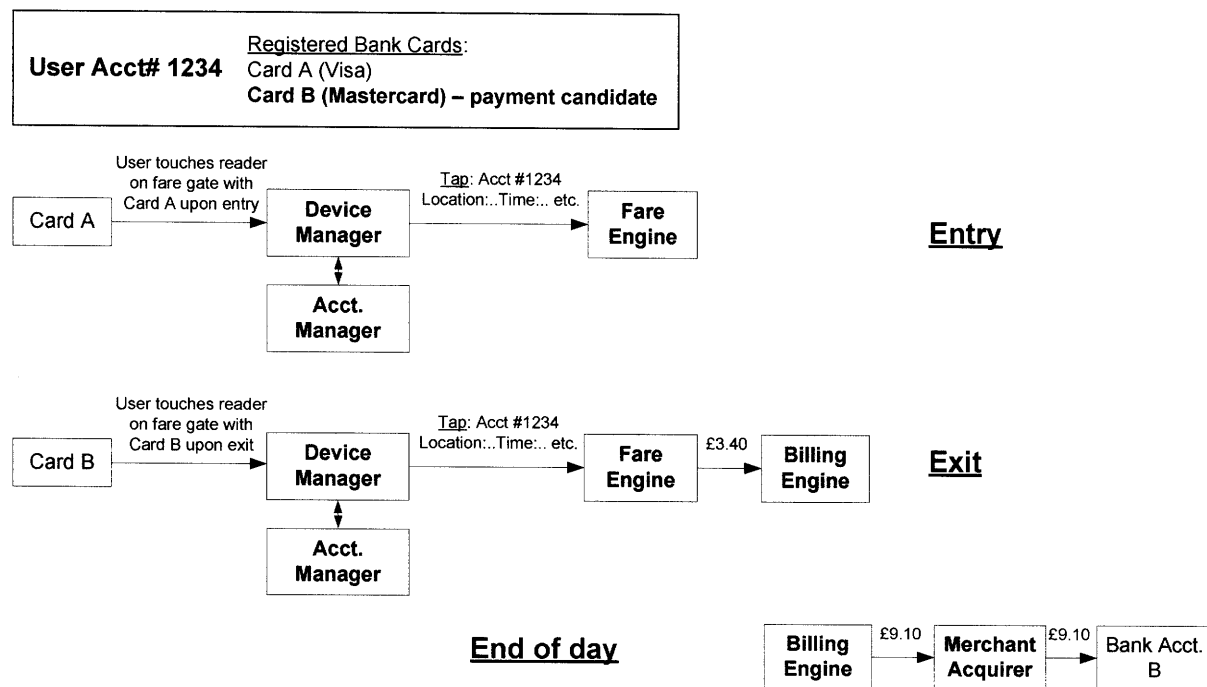 User Acct# 1234
Registered Bank Cards:
Card A (Visa)
Card B (Mastercard) – payment candidate
Card A
User touches reader
on fare gate with
Card A upon entry
Device
Manager
Tap: Acct #1234
Location:..Time:.. etc.
Fare
Engine
Entry
Acct.
Manager
Card B
User touches reader
on fare gate with
Card B upon exit
Device
Manager
Tap: Acct #1234
Location:..Time:.. etc.
Fare
Engine
£3.40
Billing
Engine
Exit
Acct.
Manager
End of day
Billing
Engine
£9.10
Merchant
Acquirer
£9.10
Bank Acct.
B